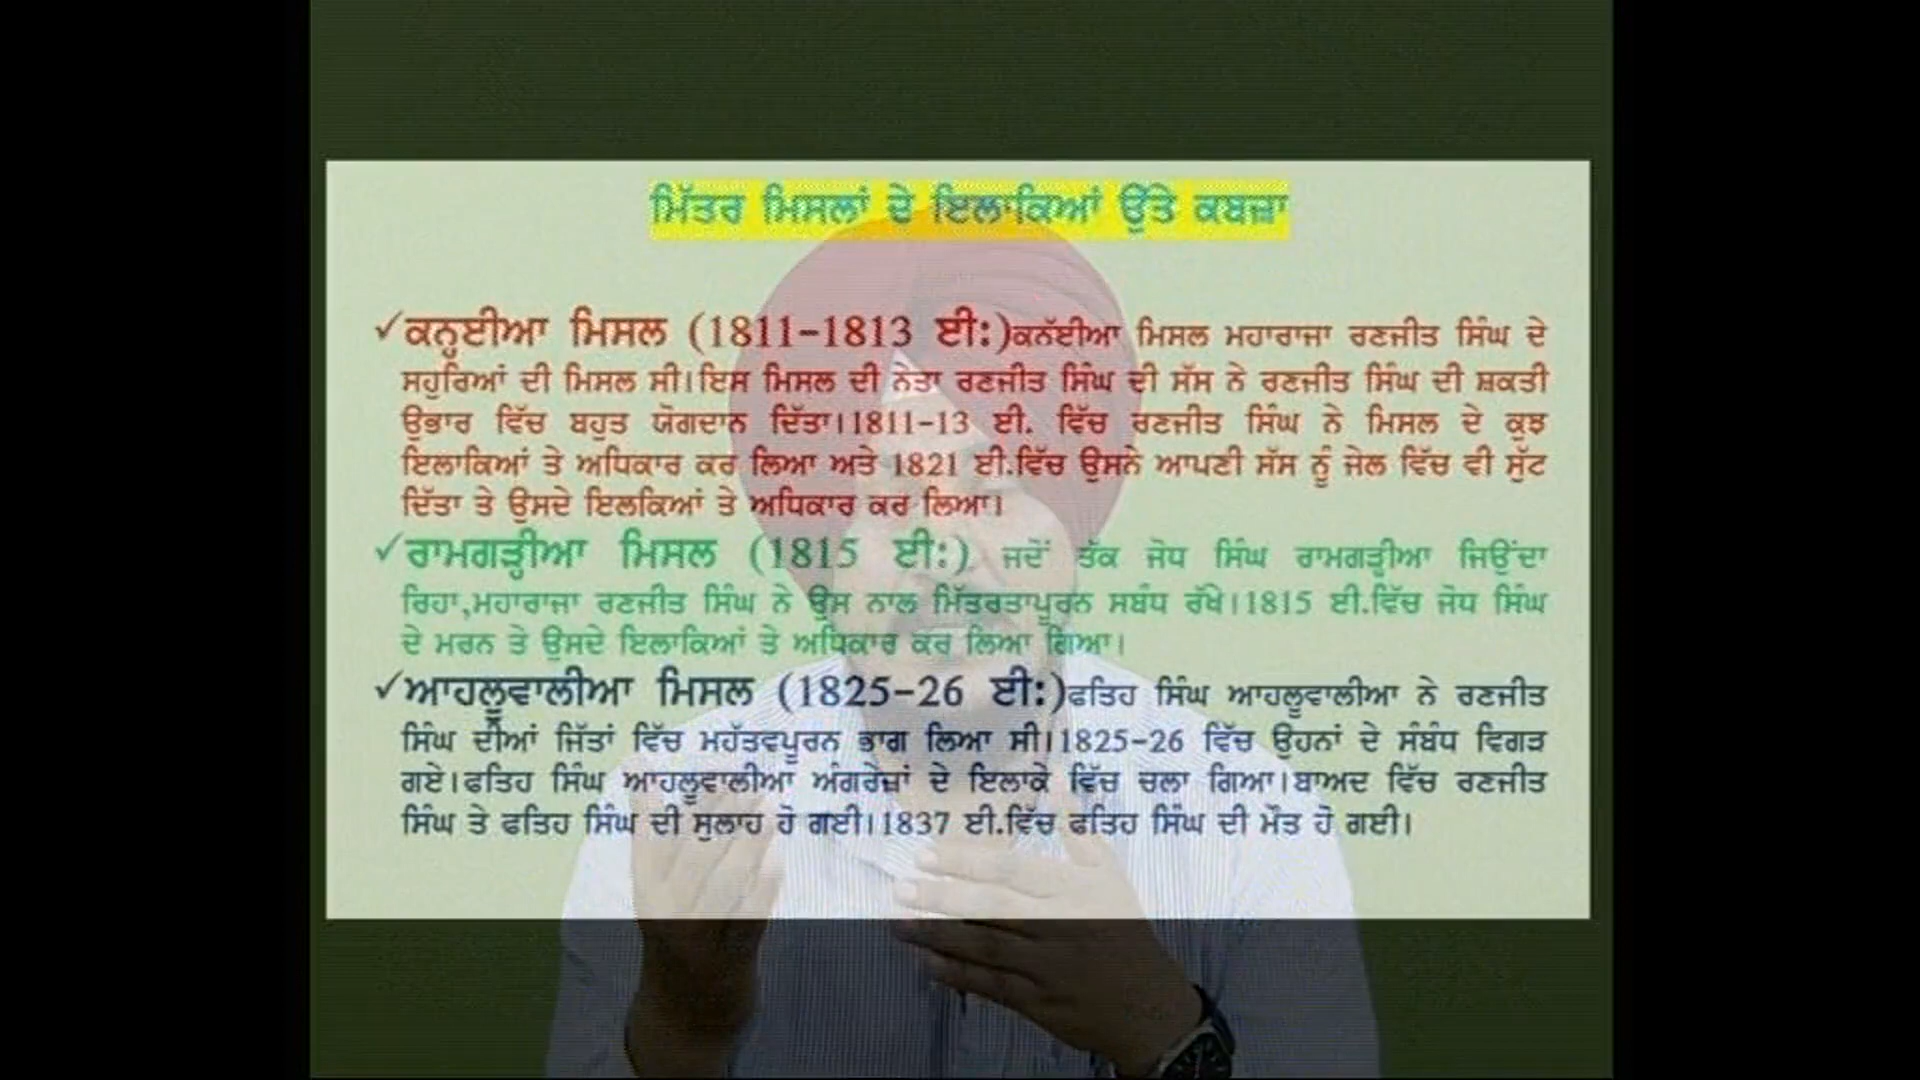 ਮਿੱਤਰ ਮਿਸਲਾਂ ਦੇ ਇਲਾਕਿਆਂ ਉੱਤੇ ਕਬਜ਼ਾ
✓ਕਨ੍ਹਈਆ ਮਿਸਲ (1811-1813 ਈ:)ਕਨੱਈਆ ਮਿਸਲ ਮਹਾਰਾਜਾ ਰਣਜੀਤ ਸਿੰਘ ਦੇ
ਸਹੁਰਿਆਂ ਦੀ ਮਿਸਲ ਸੀ।ਇਸ ਮਿਸਲ ਦੀ ਨੇਤਾ ਰਣਜੀਤ ਸਿੰਘ ਦੀ ਸੱਸ ਨੇ ਰਣਜੀਤ ਸਿੰਘ ਦੀ ਸ਼ਕਤੀ
ਉਭਾਰ ਵਿੱਚ ਬਹੁਤ ਯੋਗਦਾਨ ਦਿੱਤਾ।1811-13 ਈ. ਵਿੱਚ ਰਣਜੀਤ ਸਿੰਘ ਨੇ ਮਿਸਲ ਦੇ ਕੁਝ
ਇਲਾਕਿਆਂ ਤੇ ਅਧਿਕਾਰ ਕਰ ਲਿਆ ਅਤੇ 1821 ਈ.ਵਿੱਚ ਉਸਨੇ ਆਪਣੀ ਸੱਸ ਨੂੰ ਜੇਲ ਵਿੱਚ ਵੀ ਸੁੱਟ
ਦਿੱਤਾ ਤੇ ਉਸਦੇ ਇਲਕਿਆਂ ਤੇ ਅਧਿਕਾਰ ਕਰ ਲਿਆ।
✓ਰਾਮਗੜ੍ਹੀਆ ਮਿਸਲ (1815 ਈ:) ਜਦੋਂ ਤੱਕ ਜੋਧ ਸਿੰਘ ਰਾਮਗੜ੍ਹੀਆ ਜਿਉਂਦਾ
ਰਿਹਾ,ਮਹਾਰਾਜਾ ਰਣਜੀਤ ਸਿੰਘ ਨੇ ਉਸ ਨਾਲ ਮਿੱਤਰਤਾਪੂਰਨ ਸਬੰਧ ਰੱਖੇ।1815 ਈ.ਵਿੱਚ ਜੋਧ ਸਿੰਘ
ਦੇ ਮਰਨ ਤੇ ਉਸਦੇ ਇਲਾਕਿਆਂ ਤੇ ਅਧਿਕਾਰ ਕਰ ਲਿਆ ਗਿਆ।
✓ਆਹਲੂਵਾਲੀਆ ਮਿਸਲ (1825-26 ਈ:)ਫਤਿਹ ਸਿੰਘ ਆਹਲੂਵਾਲੀਆ ਨੇ ਰਣਜੀਤ
ਸਿੰਘ ਦੀਆਂ ਜਿੱਤਾਂ ਵਿੱਚ ਮਹੱਤਵਪੂਰਨ ਭਾਗ ਲਿਆ ਸੀ।1825-26 ਵਿੱਚ ਉਹਨਾਂ ਦੇ ਸੰਬੰਧ ਵਿਗੜ
ਗਏ।ਫਤਿਹ ਸਿੰਘ ਆਹਲੂਵਾਲੀਆ ਅੰਗਰੇਜ਼ਾਂ ਦੇ ਇਲਾਕੇ ਵਿੱਚ ਚਲਾ ਗਿਆ।ਬਾਅਦ ਵਿੱਚ ਰਣਜੀਤ
ਸਿੰਘ ਤੇ ਫਤਿਹ ਸਿੰਘ ਦੀ ਸੁਲਾਹ ਹੋ ਗਈ।1837 ਈ.ਵਿੱਚ ਫਤਿਹ ਸਿੰਘ ਦੀ ਮੌਤ ਹੋ ਗਈ।